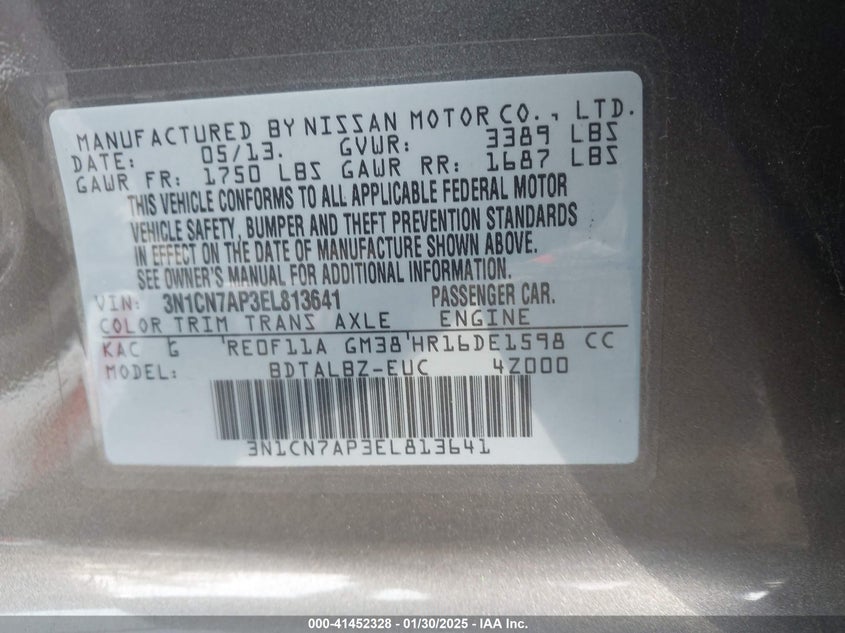 MANUFACTURED BY NISSAN MOTOR CO., LTD.
DATE: 05/13. GVWR: 3389 LBS
GAWR FR: 1750 LBS GAWR RR: 1687 LBS
THIS VEHICLE CONFORMS TO ALL APPLICABLE FEDERAL MOTOR
VEHICLE SAFETY, BUMPER AND THEFT PREVENTION STANDARDS
IN EFFECT ON THE DATE OF MANUFACTURE SHOWN ABOVE.
SEE OWNER'S MANUAL FOR ADDITIONAL INFORMATION.
VIN: 3N1CN7AP3EL813641 PASSENGER CAR.
COLOR TRIM TRANS AXLE ENGINE
KAC G 'RE0F11A GM38'HR16DE1598 CC
MODEL: BDTALBZ-EUC 4Z000
3N1CN7AP3EL813641
000-41452328 - 01/30/2025 - IAA Inc.